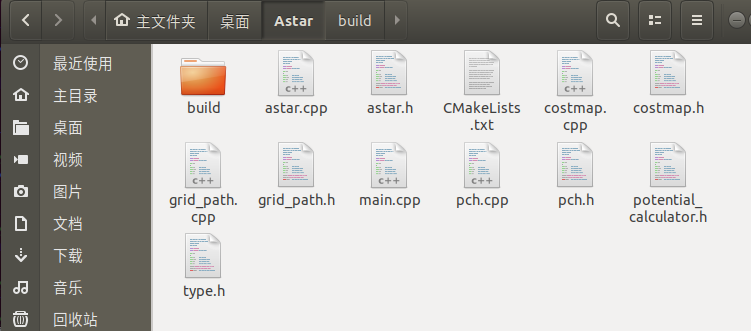 主文件夹 桌面 Astar build
最近使用
主目录
桌面
视频
图片
文档
下载
音乐
回收站
build
astar.cpp
astar.h
CMakeLists
.txt
costmap.
cpp
costmap.h
grid_path.
cpp
grid_path.h
main.cpp
pch.cpp
pch.h
potential_
calculator.h
type.h
C++
C++
C++
C++
C++